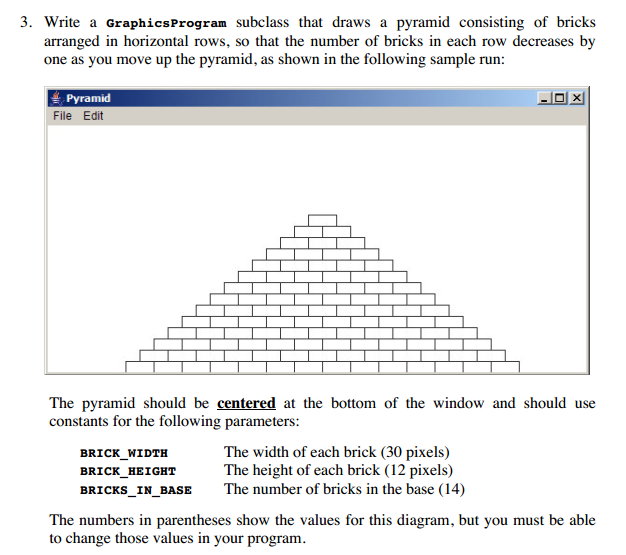 3. Write a GraphicsProgram subclass that draws a pyramid consisting of bricks
arranged in horizontal rows, so that the number of bricks in each row decreases by
one as you move up the pyramid, as shown in the following sample run:
Pyramid
File Edit
The pyramid should be centered at the bottom of the window and should use
constants for the following parameters:
BRICK_WIDTH The width of each brick (30 pixels)
BRICK_HEIGHT The height of each brick (12 pixels)
BRICKS_IN_BASE The number of bricks in the base (14)
The numbers in parentheses show the values for this diagram, but you must be able
to change those values in your program.